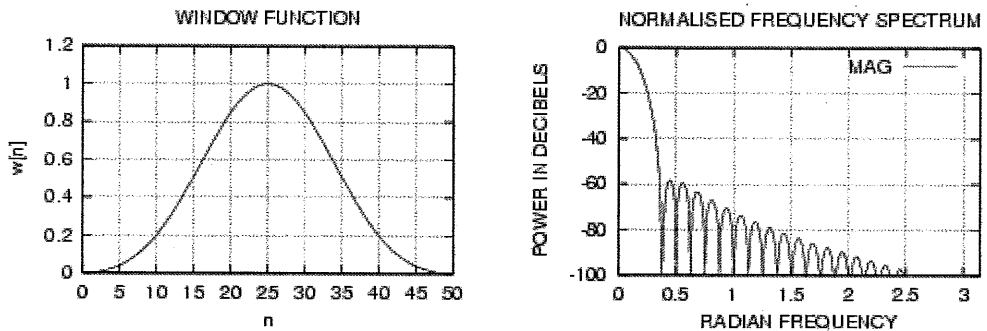 WINDOW FUNCTION
1.2
1
0.8
0.6
0.4
0.2
0
w[n]
0 5 10 15 20 25 30 35 40 45 50
n
NORMALISED FREQUENCY SPECTRUM
MAG
0
-20
-40
-60
-80
-100
POWER IN DECIBELS
0 0.5 1 1.5 2 2.5 3
RADIAN FREQUENCY